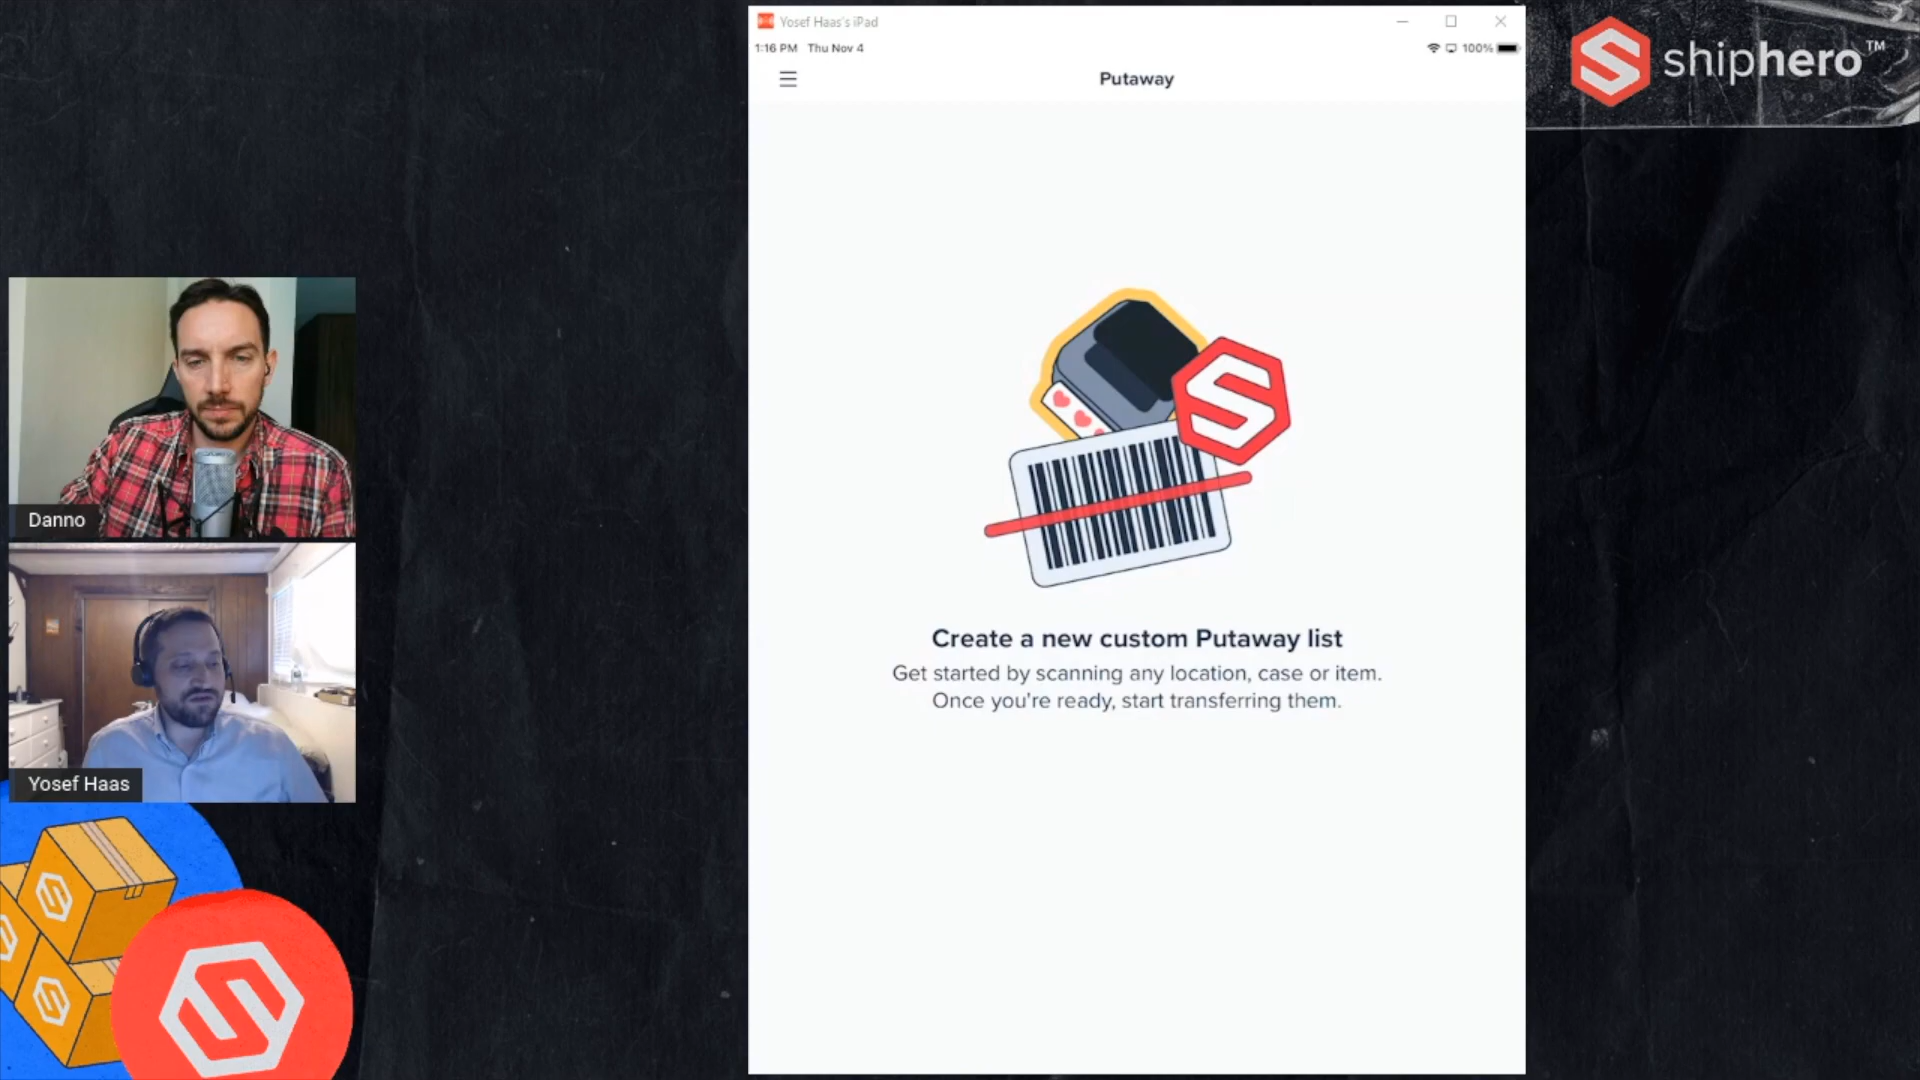 Yosef Haas's iPad
1:16 PM Thu Nov 4
100%
Putaway
shiphero™
Danno
Yosef Haas
Create a new custom Putaway list
Get started by scanning any location, case or item.
Once you're ready, start transferring them.